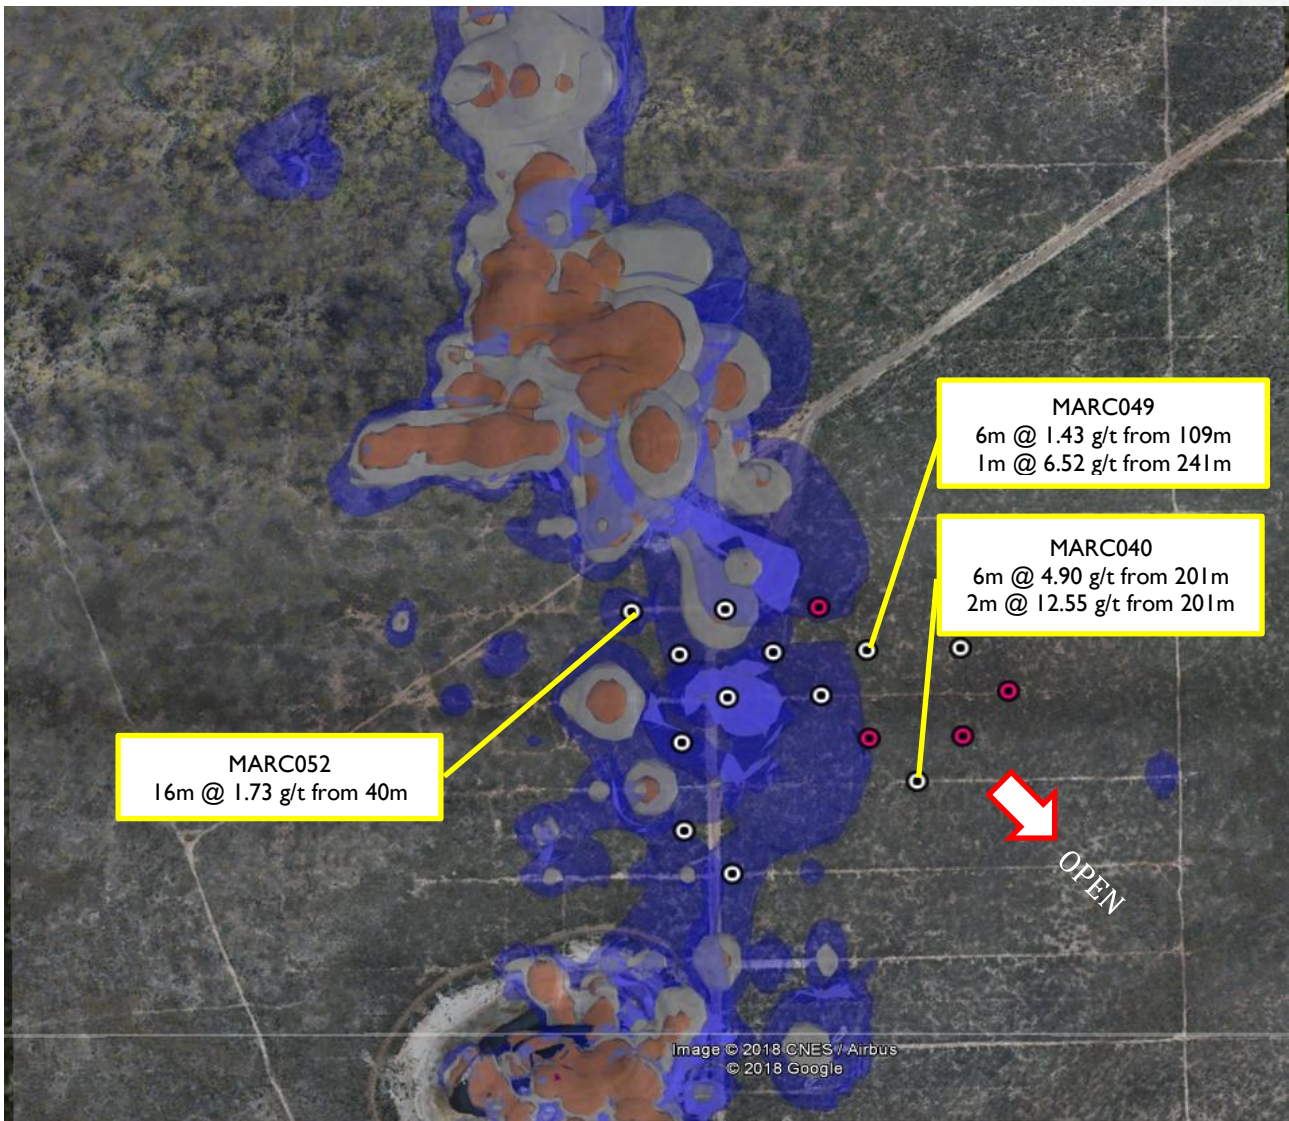 MARC049
6m @ 1.43 g/t from 109m
1m @ 6.52 g/t from 241m
MARC040
6m @ 4.90 g/t from 201m
2m @ 12.55 g/t from 201m
MARC052
16m @ 1.73 g/t from 40m
OPEN
Image © 2018 CNES / Airbus
© 2018 Google